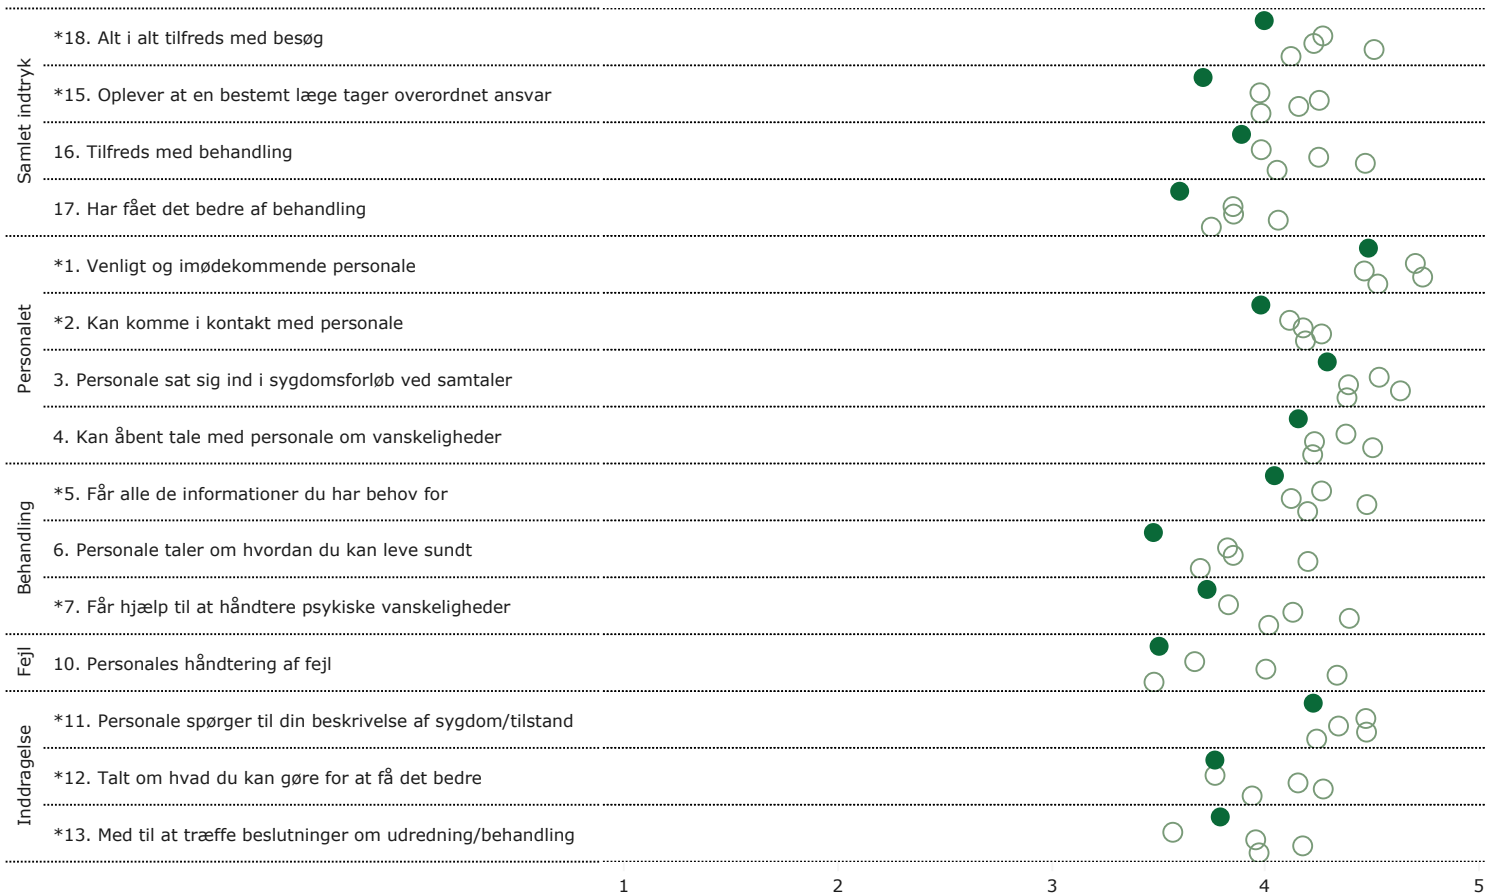 Samlet indtryk
*18. Alt i alt tilfreds med besøg
*15. Oplever at en bestemt læge tager overordnet ansvar
16. Tilfreds med behandling
17. Har fået det bedre af behandling
Personalet
*1. Venligt og imødekommende personale
*2. Kan komme i kontakt med personale
3. Personale sat sig ind i sygdomsforløb ved samtaler
4. Kan åbent tale med personale om vanskeligheder
Behandling
*5. Får alle de informationer du har behov for
6. Personale taler om hvordan du kan leve sundt
*7. Får hjælp til at håndtere psykiske vanskeligheder
Fejl
10. Personales håndtering af fejl
Inddragelse
*11. Personale spørger til din beskrivelse af sygdom/tilstand
*12. Talt om hvad du kan gøre for at få det bedre
*13. Med til at træffe beslutninger om udredning/behandling
1 2 3 4 5